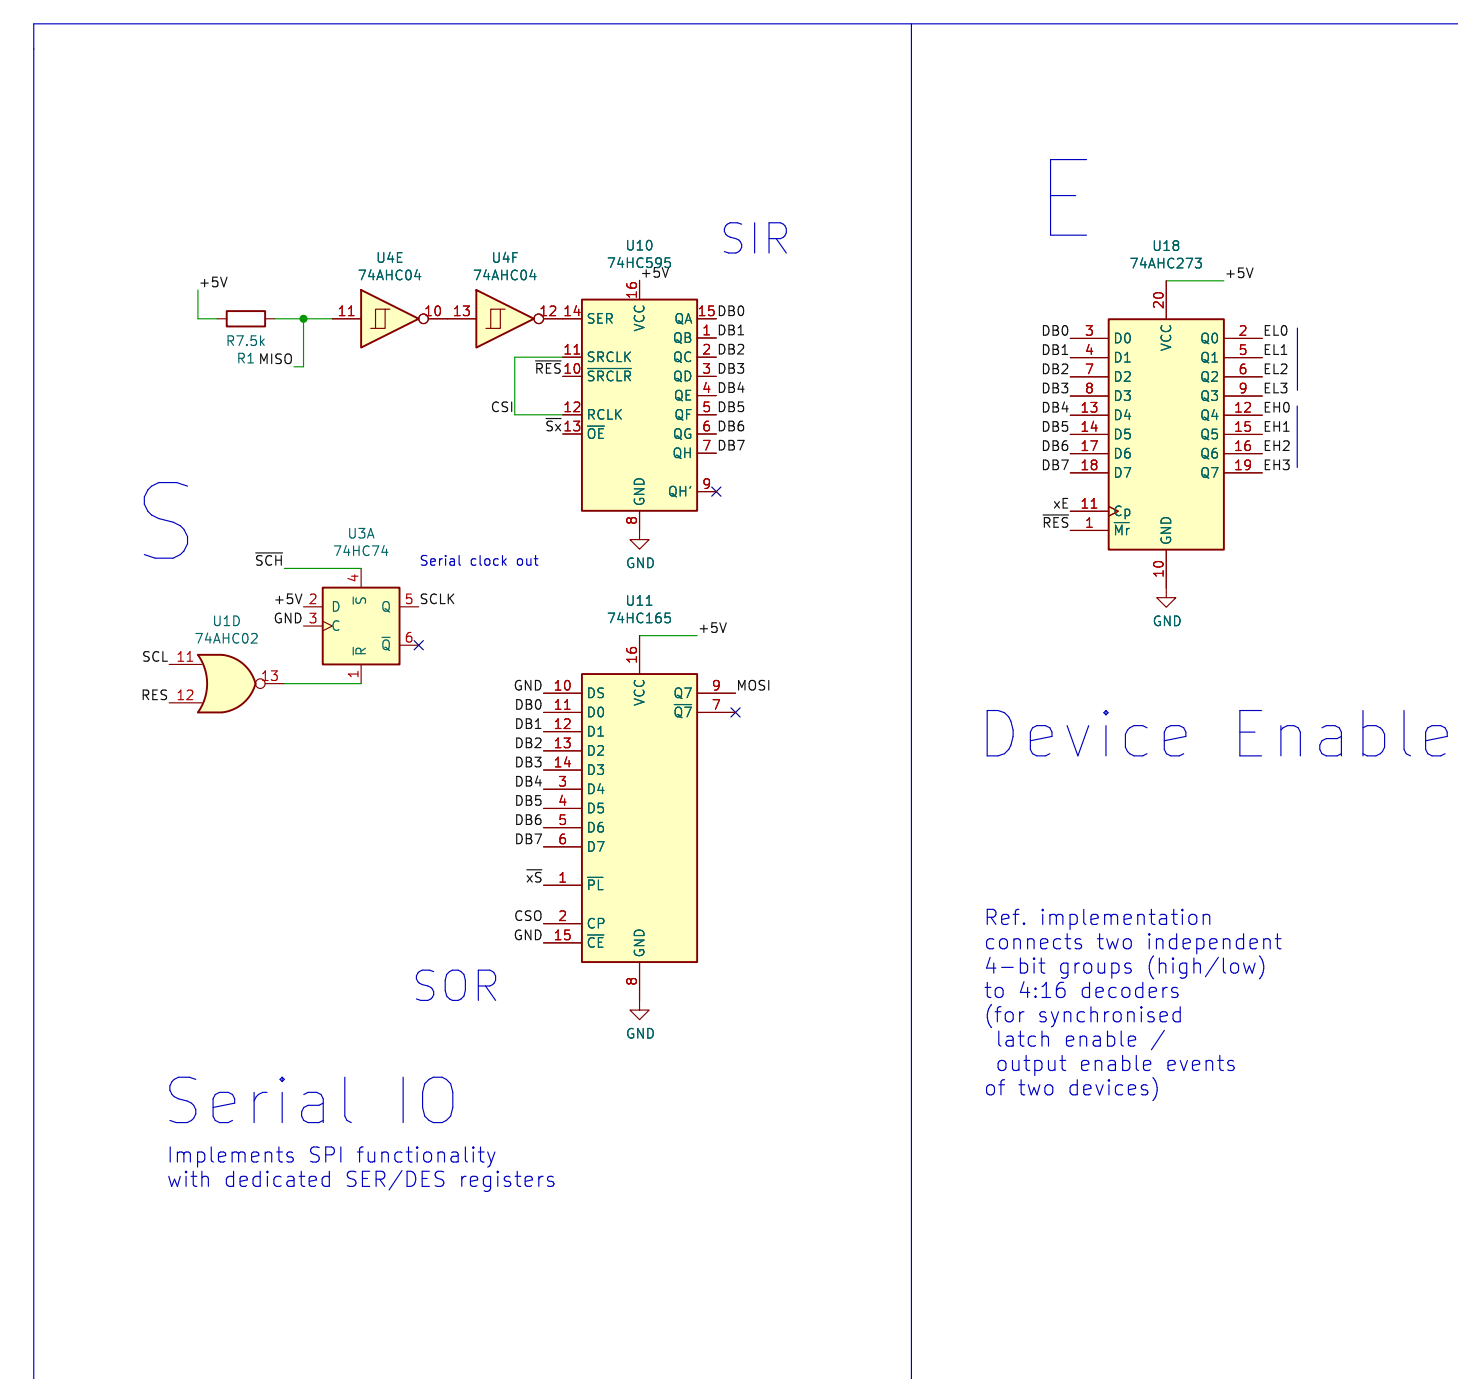 SIR
U10
74HC595
+5V
U4E
74AHC04
U4F
74AHC04
+5V
R7.5k
R1
MISO
11
10
13
12
14
SER
11
SRCLK
RES
10
SRCLR
CSI
12
RCLK
Sx
13
OE
16
VCC
QA
15
DB0
QB
1
DB1
QC
2
DB2
QD
3
DB3
QE
4
DB4
QF
5
DB5
QG
6
DB6
QH
7
DB7
QH'
9
GND
8
GND
S
U3A
74HC74
Serial clock out
SCH
4
S
+5V
2
D
Q
5
SCLK
GND
3
C
Q
6
R
1
U1D
74AHC02
SCL
11
RES
12
13
U11
74HC165
+5V
16
VCC
GND
10
DS
Q7
9
MOSI
DB0
11
D0
Q7
7
DB1
12
D1
DB2
13
D2
DB3
14
D3
DB4
3
D4
DB5
4
D5
DB6
5
D6
DB7
6
D7
xS
1
PL
CSO
2
CP
GND
15
CE
GND
8
GND
SOR
Serial IO
Implements SPI functionality
with dedicated SER/DES registers
E
U18
74AHC273
+5V
20
VCC
DB0
3
D0
Q0
2
EL0
DB1
4
D1
Q1
5
EL1
DB2
7
D2
Q2
6
EL2
DB3
8
D3
Q3
9
EL3
DB4
13
D4
Q4
12
EH0
DB5
14
D5
Q5
15
EH1
DB6
17
D6
Q6
16
EH2
DB7
18
D7
Q7
19
EH3
xE
11
Cp
RES
1
Mr
GND
10
GND
Device Enable
Ref. implementation
connects two independent
4-bit groups (high/low)
to 4:16 decoders
(for synchronised
latch enable /
output enable events
of two devices)